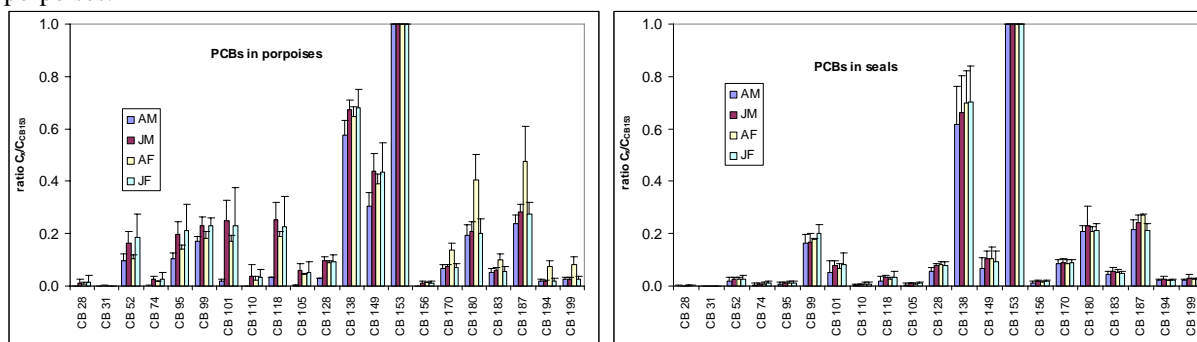 porpoises.
PCBs in porpoises
ratio Cx/CCB153
1.0
0.8
0.6
0.4
0.2
0.0
AM
JM
AF
JF
CB 28
CB 31
CB 52
CB 74
CB 95
CB 99
CB 101
CB 110
CB 118
CB 105
CB 128
CB 138
CB 149
CB 153
CB 156
CB 170
CB 180
CB 183
CB 187
CB 194
CB 199
PCBs in seals
ratio Cx/CCB153
1.0
0.8
0.6
0.4
0.2
0.0
AM
JM
AF
JF
CB 28
CB 31
CB 52
CB 74
CB 95
CB 99
CB 101
CB 110
CB 118
CB 105
CB 128
CB 138
CB 149
CB 153
CB 156
CB 170
CB 180
CB 183
CB 187
CB 194
CB 199